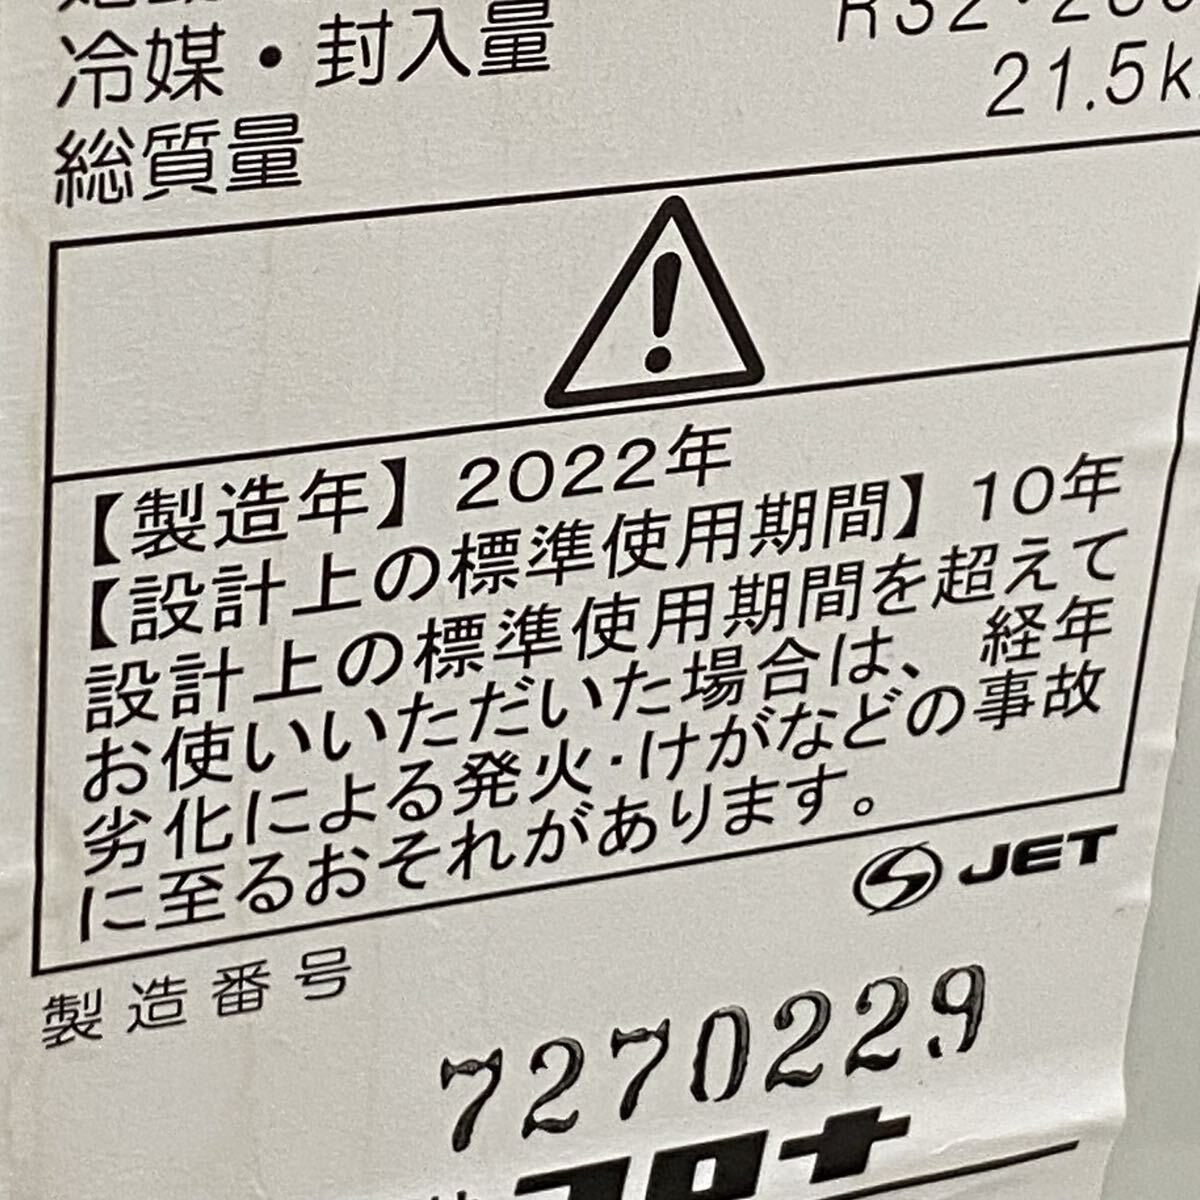 冷媒・封入量 R32・
総質量 21.5k
【製造年】2022年
【設計上の標準使用期間】10年
設計上の標準使用期間を超えて
お使いいただいた場合は、経年
劣化による発火・けがなどの事故
に至るおそれがあります。
JET
製造番号
7270229
コロナ